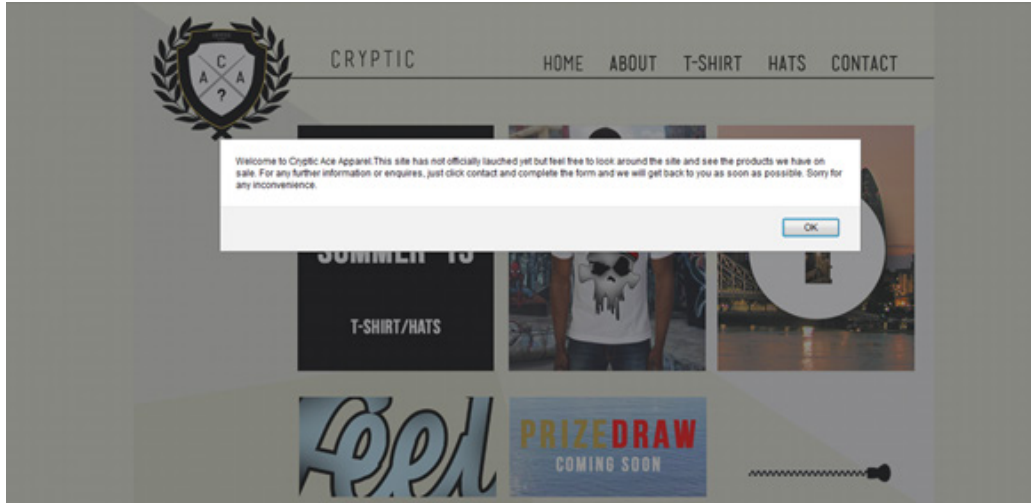 C
A A
?
CRYPTIC
HOME ABOUT T-SHIRT HATS CONTACT
Welcome to Cryptic Ace Apparel.This site has not officially lauched yet but feel free to look around the site and see the products we have on
sale. For any further information or enquires, just click contact and complete the form and we will get back to you as soon as possible. Sorry for
any inconvenience.
OK
SUMMER '13
T-SHIRT/HATS
Feel
PRIZEDRAW
COMING SOON